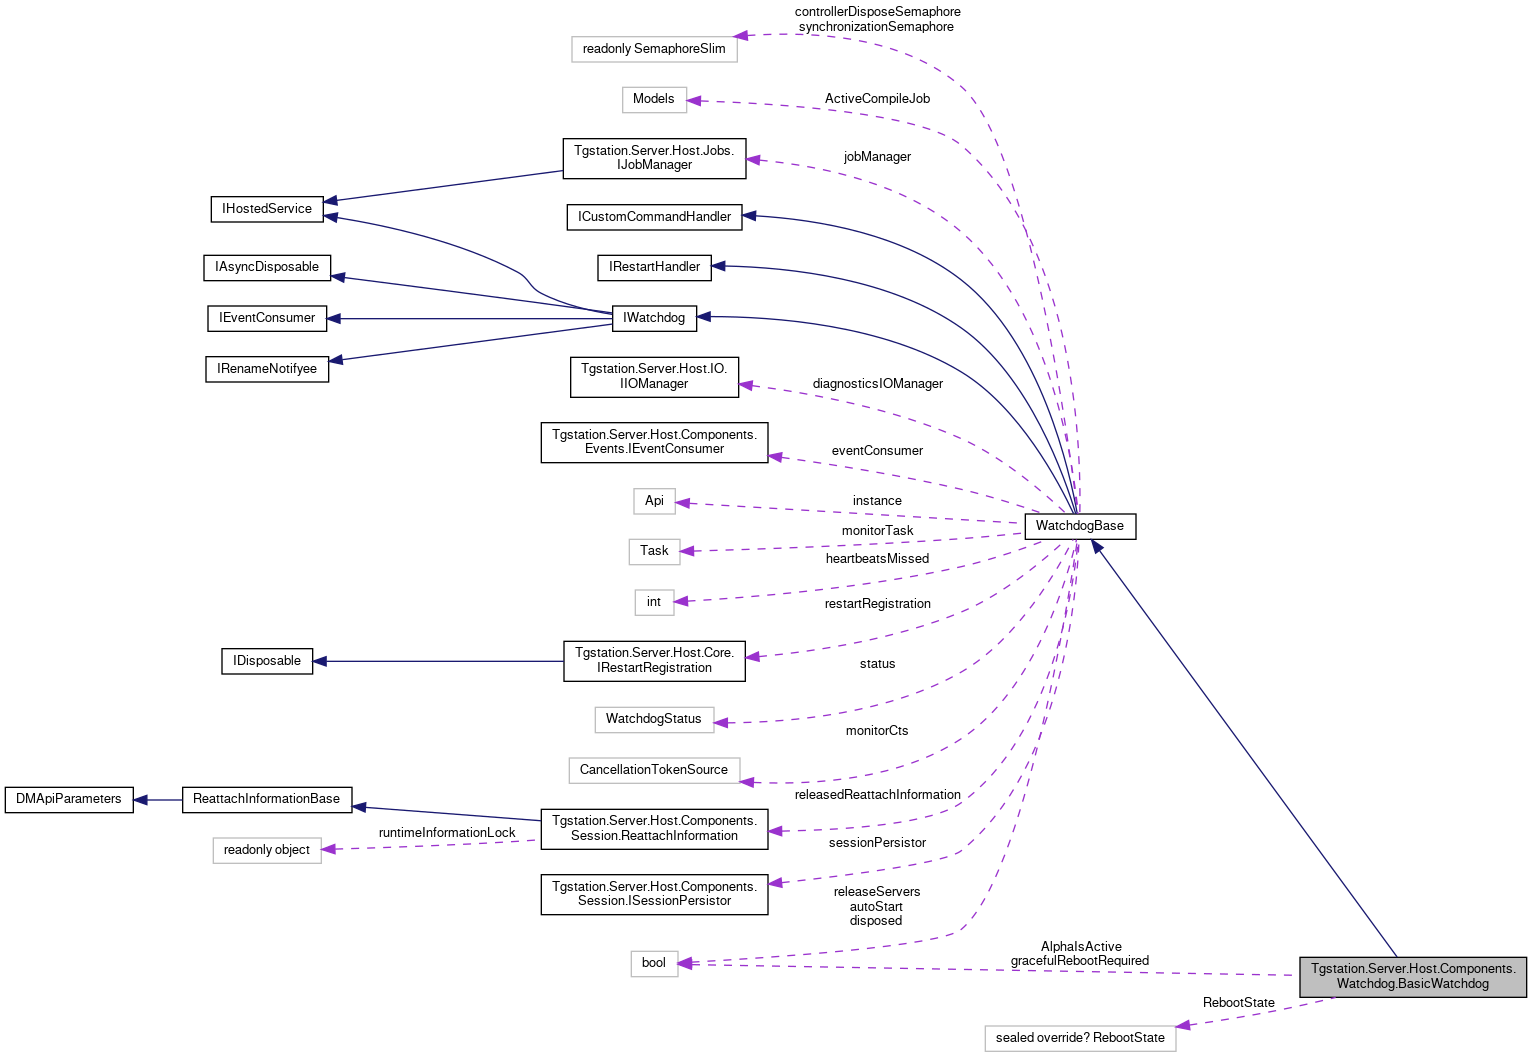 controllerDisposeSemaphore
synchronizationSemaphore
readonly SemaphoreSlim
Models
ActiveCompileJob
Tgstation.Server.Host.Jobs.
IJobManager
jobManager
IHostedService
ICustomCommandHandler
IAsyncDisposable
IRestartHandler
IEventConsumer
IWatchdog
IRenameNotifyee
Tgstation.Server.Host.IO.
IIOManager
diagnosticsIOManager
Tgstation.Server.Host.Components.
Events.IEventConsumer
eventConsumer
Api
instance
WatchdogBase
Task
monitorTask
heartbeatsMissed
int
restartRegistration
IDisposable
Tgstation.Server.Host.Core.
IRestartRegistration
status
WatchdogStatus
monitorCts
CancellationTokenSource
DMApiParameters
ReattachInformationBase
releasedReattachInformation
Tgstation.Server.Host.Components.
Session.ReattachInformation
runtimeInformationLock
readonly object
sessionPersistor
Tgstation.Server.Host.Components.
Session.ISessionPersistor
releaseServers
autoStart
disposed
bool
AlphaIsActive
gracefulRebootRequired
Tgstation.Server.Host.Components.
Watchdog.BasicWatchdog
RebootState
sealed override? RebootState